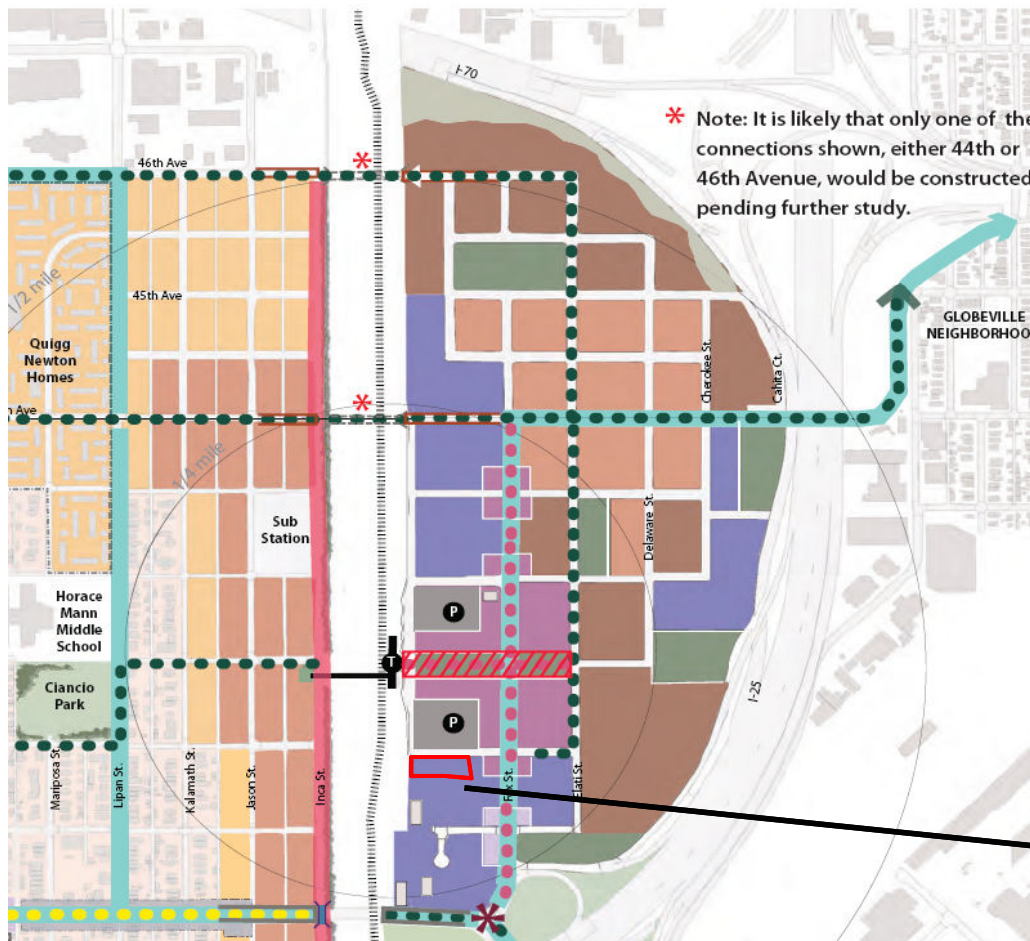 I-70
* Note: It is likely that only one of the
connections shown, either 44th or
46th Avenue, would be constructed
pending further study.
46th Ave
1/2 mile
45th Ave
Quigg
Newton
Homes
GLOBEVILLE
NEIGHBORHOO
Cherokee St.
Cahita Ct.
h Ave
1/4 mile
Sub
Station
Delaware St.
Horace
Mann
Middle
School
P
T
Ciancio
Park
P
I-25
Mariposa St.
Lipan St.
Kalamath St.
Jason St.
Inca St.
Fox St.
Elati St.